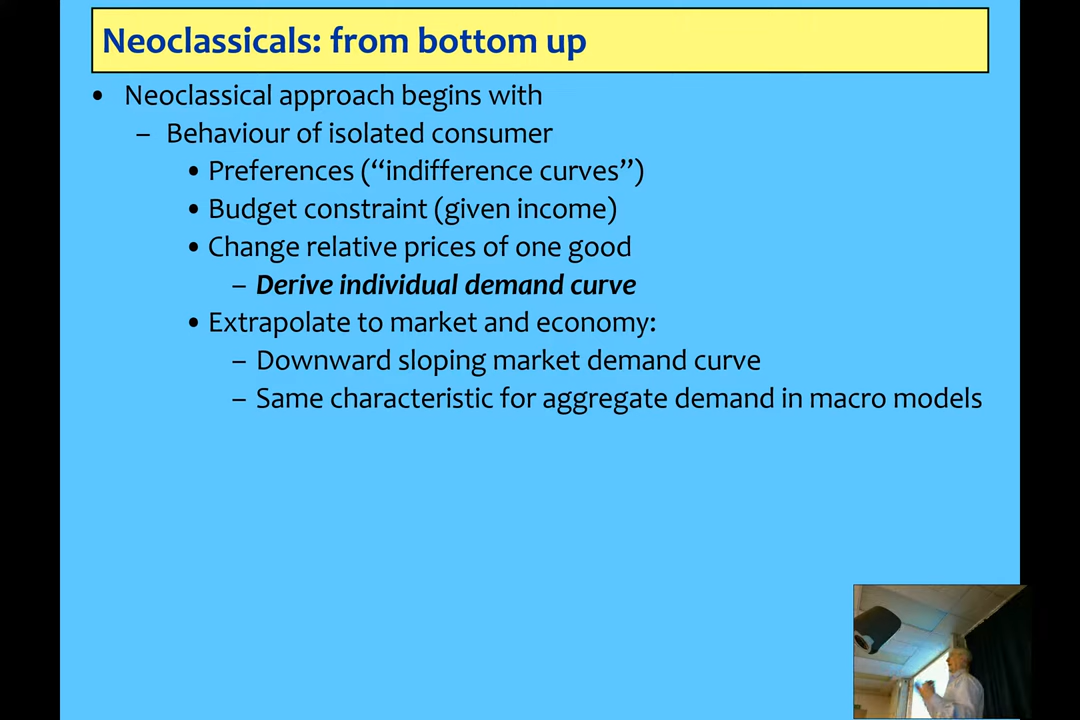 Neoclassicals: from bottom up
• Neoclassical approach begins with
– Behaviour of isolated consumer
• Preferences (“indifference curves”)
• Budget constraint (given income)
• Change relative prices of one good
– Derive individual demand curve
• Extrapolate to market and economy:
– Downward sloping market demand curve
– Same characteristic for aggregate demand in macro models